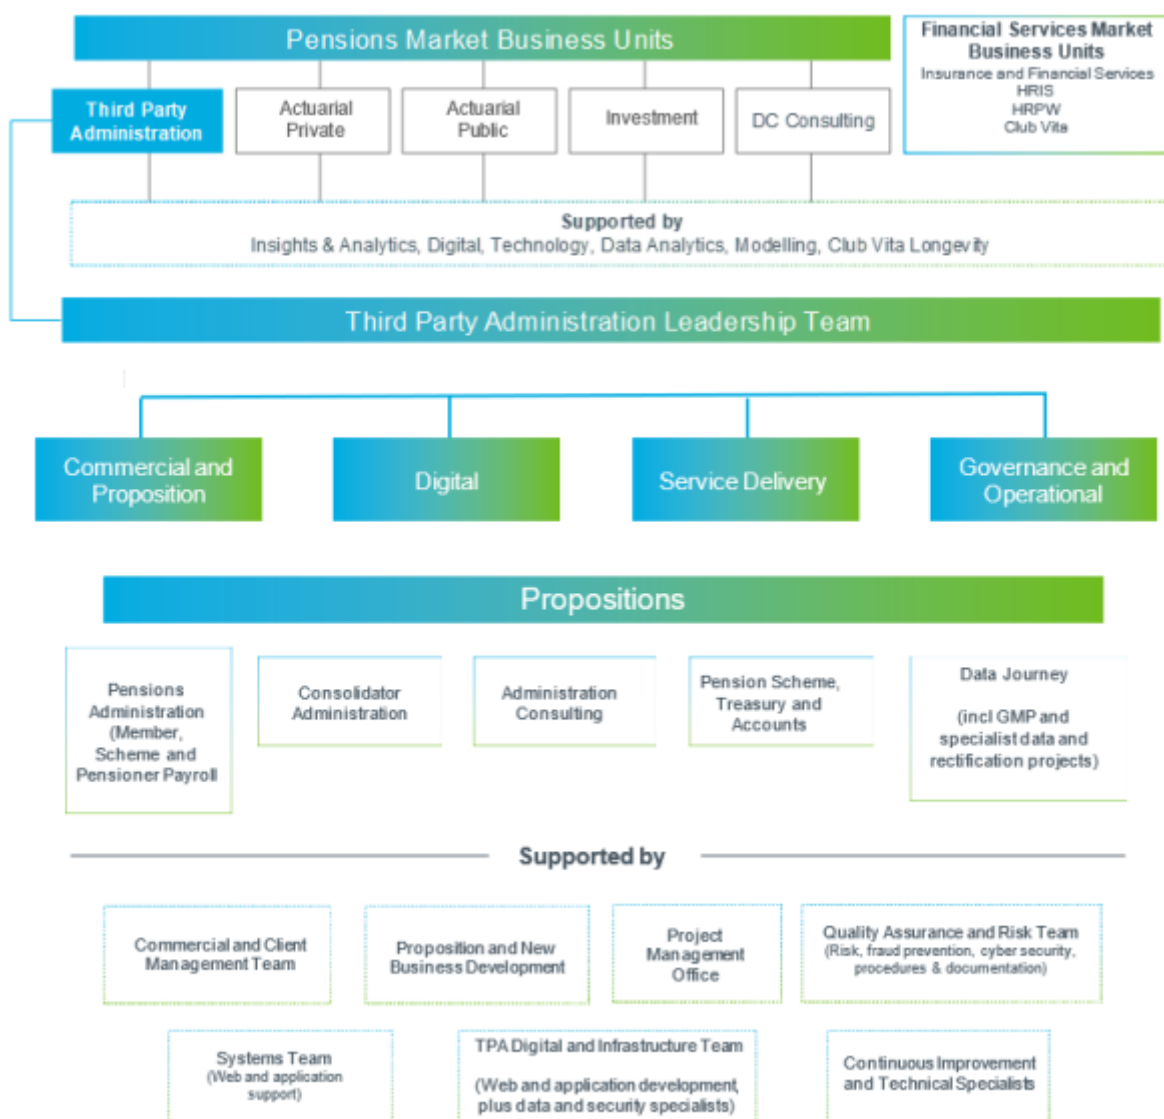 Pensions Market Business Units
Financial Services Market
Business Units
Insurance and Financial Services
HRIS
HRPW
Club Vita
Third Party
Administration
Actuarial
Private
Actuarial
Public
Investment
DC Consulting
Supported by
Insights & Analytics, Digital, Technology, Data Analytics, Modelling, Club Vita Longevity
Third Party Administration Leadership Team
Commercial and
Proposition
Digital
Service Delivery
Governance and
Operational
Propositions
Pensions
Administration
(Member,
Scheme and
Pensioner Payroll
Consolidator
Administration
Administration
Consulting
Pension Scheme,
Treasury and
Accounts
Data Journey
(incl GMP and
specialist data and
rectification projects)
Supported by
Commercial and Client
Management Team
Proposition and New
Business Development
Project
Management
Office
Quality Assurance and Risk Team
(Risk, fraud prevention, cyber security,
procedures & documentation)
Systems Team
(Web and application
support)
TPA Digital and Infrastructure Team
(Web and application development,
plus data and security specialists)
Continuous Improvement
and Technical Specialists